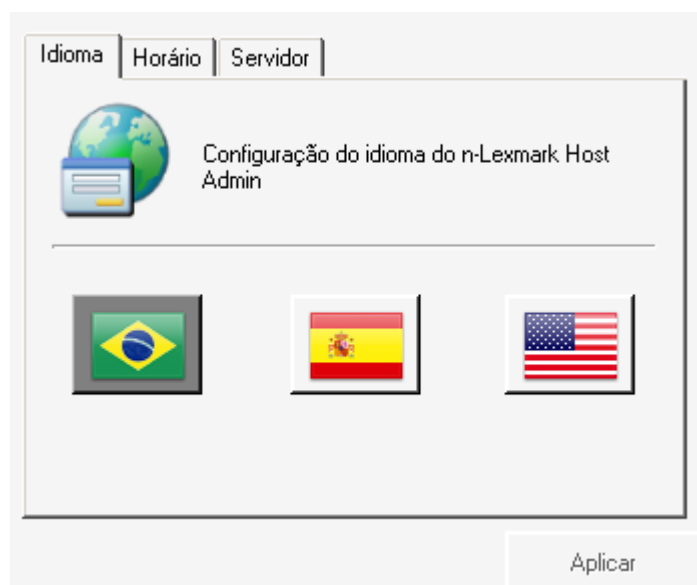 Idioma Horário Servidor
Configuração do idioma do n-Lexmark Host
Admin
Aplicar